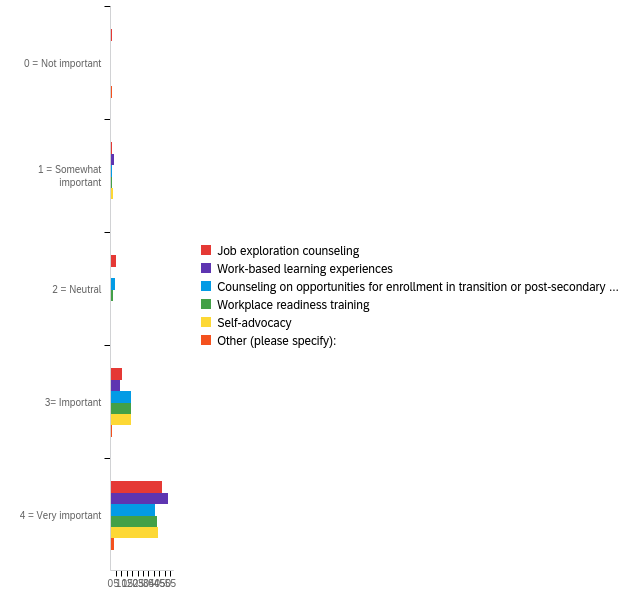 0 = Not important
1 = Somewhat
important
2 = Neutral
3= Important
4 = Very important
Job exploration counseling
Work-based learning experiences
Counseling on opportunities for enrollment in transition or post-secondary ...
Workplace readiness training
Self-advocacy
Other (please specify):